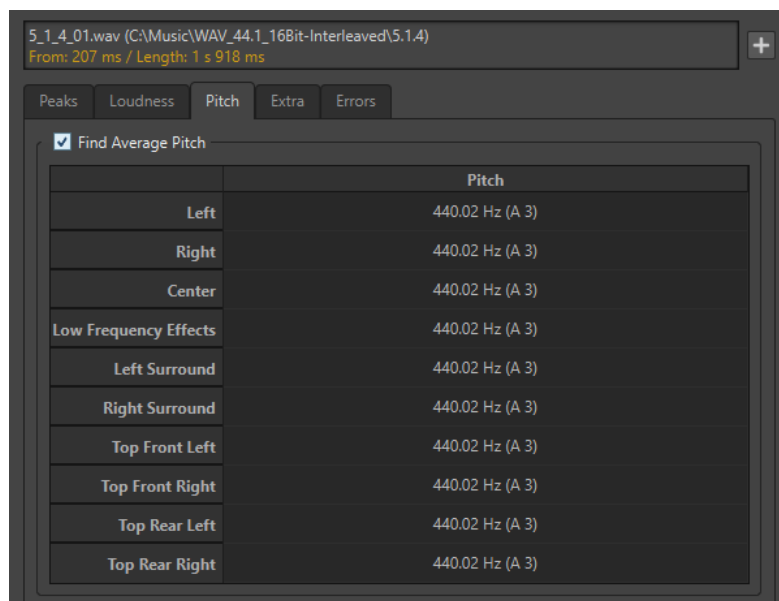 5_1_4_01.wav (C:\Music\WAV_44.1_16Bit-Interleaved\5.1.4)
From: 207 ms / Length: 1 s 918 ms
Peaks Loudness Pitch Extra Errors
Find Average Pitch
Pitch
Left 440.02 Hz (A 3)
Right 440.02 Hz (A 3)
Center 440.02 Hz (A 3)
Low Frequency Effects 440.02 Hz (A 3)
Left Surround 440.02 Hz (A 3)
Right Surround 440.02 Hz (A 3)
Top Front Left 440.02 Hz (A 3)
Top Front Right 440.02 Hz (A 3)
Top Rear Left 440.02 Hz (A 3)
Top Rear Right 440.02 Hz (A 3)